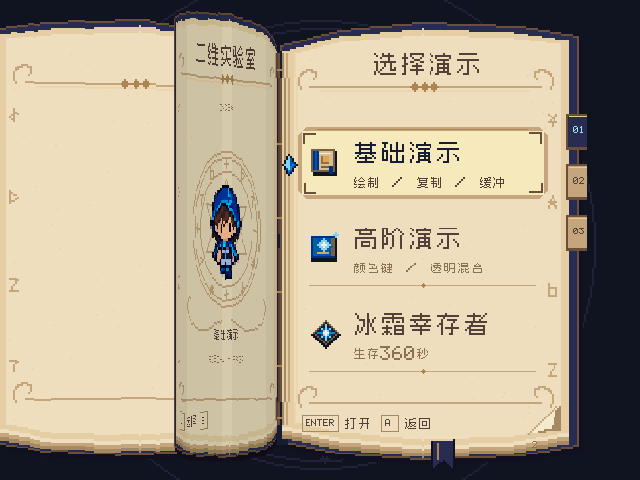 二维实验室
选择演示
基础演示
绘制 / 复制 / 缓冲
01
02
03
高阶演示
颜色键 / 透明混合
冰霜幸存者
生存360秒
ENTER 打开 A 返回
2